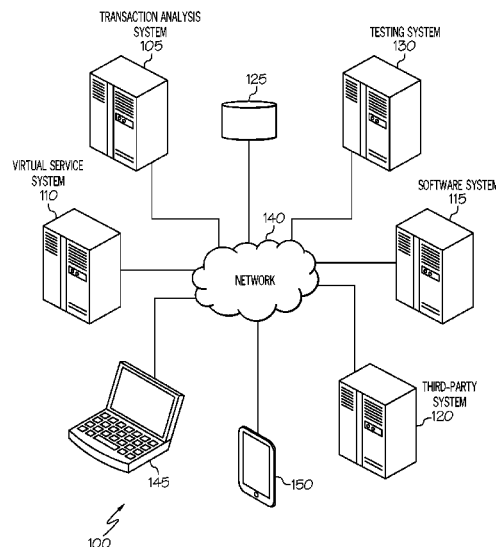 TRANSACTION ANALYSIS
SYSTEM
105
125
TESTING SYSTEM
130
VIRTUAL SERVICE
SYSTEM
110
140
SOFTWARE SYSTEM
115
NETWORK
THIRD-PARTY
SYSTEM
120
145
150
100